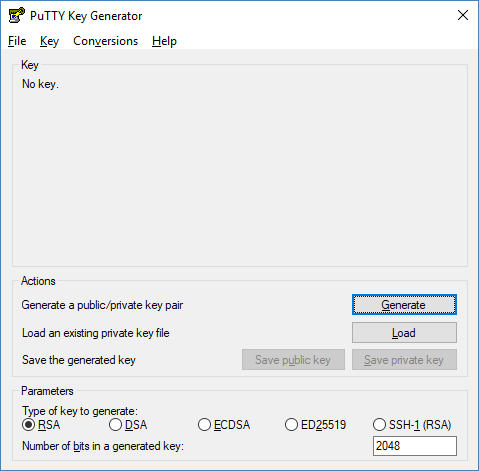 PuTTY Key Generator
File Key Conversions Help
Key
No key.
Actions
Generate a public/private key pair Generate
Load an existing private key file Load
Save the generated key Save public key Save private key
Parameters
Type of key to generate:
RSA DSA ECDSA ED25519 SSH-1 (RSA)
Number of bits in a generated key: 2048